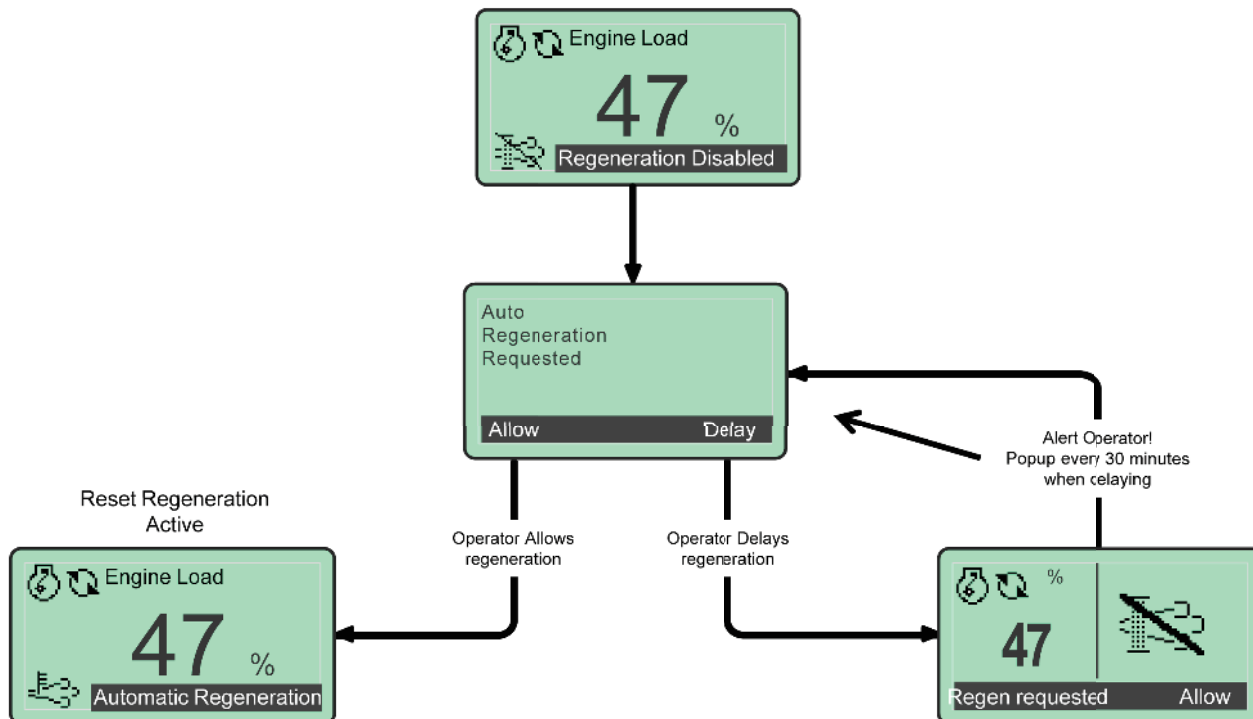 Engine Load
47 %
Regeneration Disabled
Auto
Regeneration
Requested
Allow Delay
Alert Operator!
Popup every 30 minutes
when celaying
Reset Regeneration
Active
Operator Allows
regeneration
Operator Delays
regeneration
Engine Load
47 %
Automatic Regeneration
%
47
Regen requested Allow